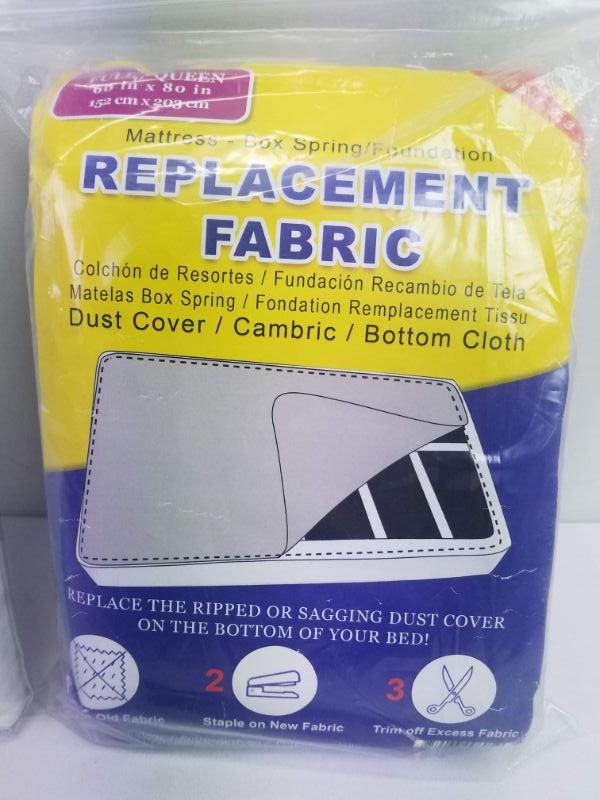 FULL / QUEEN
60 in x 80 in
152 cm x 203 cm
Mattress - Box Spring/Foundation
REPLACEMENT
FABRIC
Colchón de Resortes / Fundación Recambio de Tela
Matelas Box Spring / Fondation Remplacement Tissu
Dust Cover / Cambric / Bottom Cloth
REPLACE THE RIPPED OR SAGGING DUST COVER
ON THE BOTTOM OF YOUR BED!
Old Fabric
2
Staple on New Fabric
3
Trim off Excess Fabric